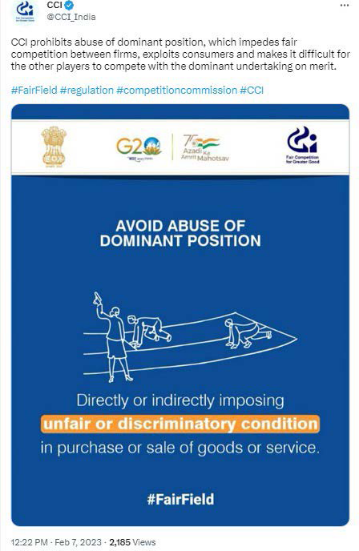 CCI
@CCI_India
CCI prohibits abuse of dominant position, which impedes fair
competition between firms, exploits consumers and makes it difficult for
the other players to compete with the dominant undertaking on merit.
#FairField #regulation #competitioncommission #CCI
G20
75
Azadi Ka
Amrit Mahotsav
Fair Competition
for Greater Good
AVOID ABUSE OF
DOMINANT POSITION
Directly or indirectly imposing
unfair or discriminatory condition
in purchase or sale of goods or service.
#FairField
12:22 PM · Feb 7, 2023 · 2,185 Views